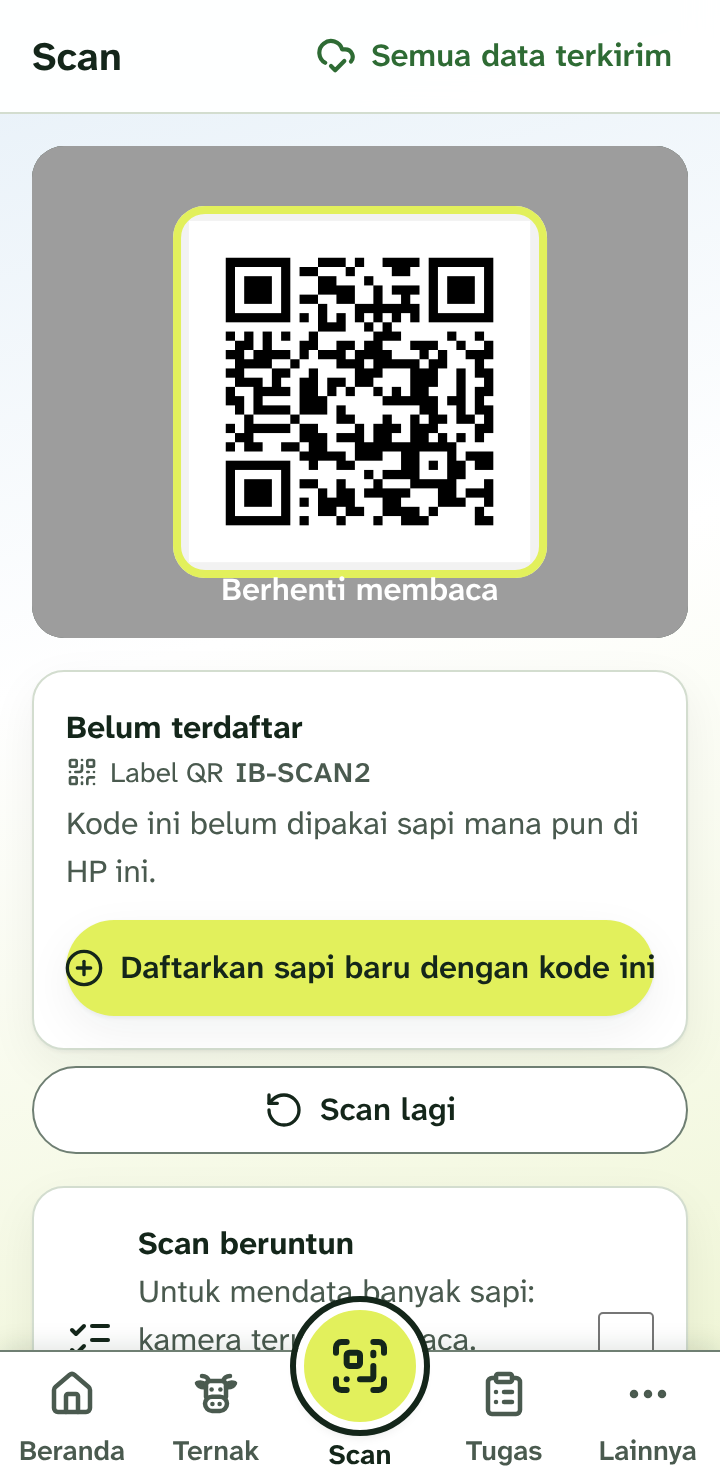 Scan
Semua data terkirim
Berhenti membaca
Belum terdaftar
Label QR IB-SCAN2
Kode ini belum dipakai sapi mana pun di
HP ini.
Daftarkan sapi baru dengan kode ini
Scan lagi
Scan beruntun
Untuk mendata banyak sapi:
kamera
Beranda
Ternak
Scan
Tugas
Lainnya